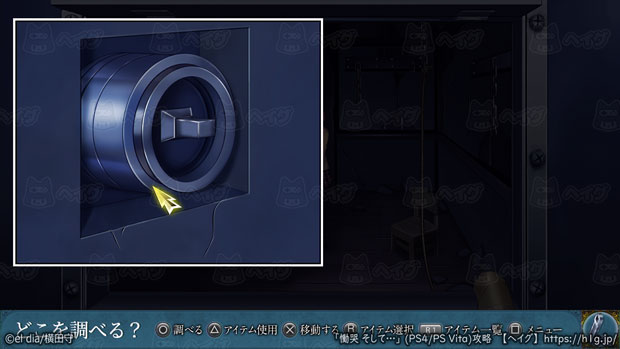 どこを調べる？ ◯ 調べる △ アイテム使用 ✕ 移動する R アイテム選択 R1 アイテム一覧 □ メニュー
©el dia/横田守
「慟哭 そして…」(PS4/PS Vita)攻略 - 【ヘイグ】https://h1g.jp/
ヘイグ